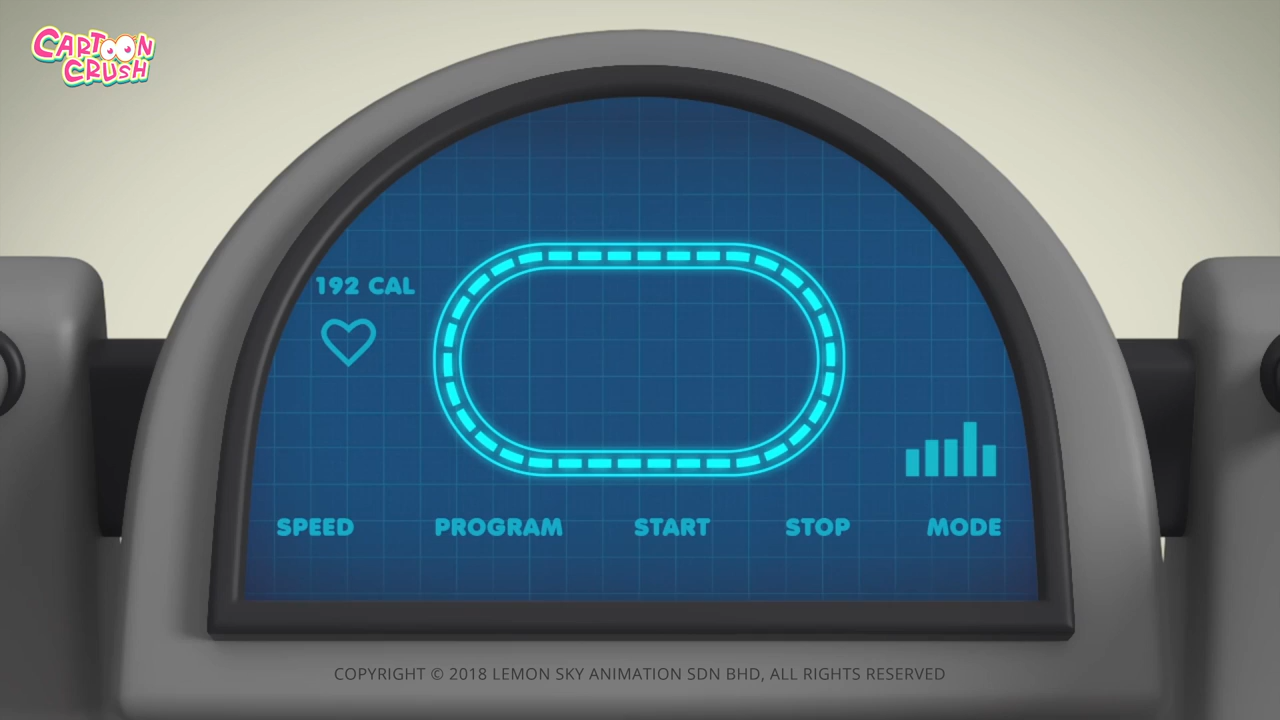 CARTOON
CRUSH
192 CAL
SPEED PROGRAM START STOP MODE
COPYRIGHT © 2018 LEMON SKY ANIMATION SDN BHD, ALL RIGHTS RESERVED